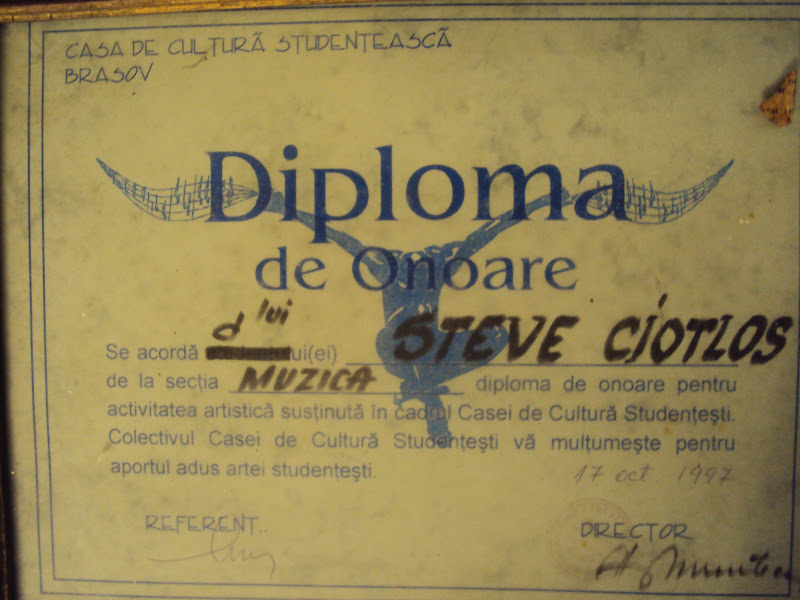 CASA DE CULTURĂ STUDENȚEASCĂ
BRASOV
Diploma
de Onoare
d lui
Se acordă ui(ei) STEVE CIOTLOS
de la secția MUZICA diploma de onoare pentru
activitatea artistică susținută în cadrul Casei de Cultură Studențești.
Colectivul Casei de Cultură Studențești vă mulțumește pentru
aportul adus artei studențești.
17 oct 1997
REFERENT..
DIRECTOR